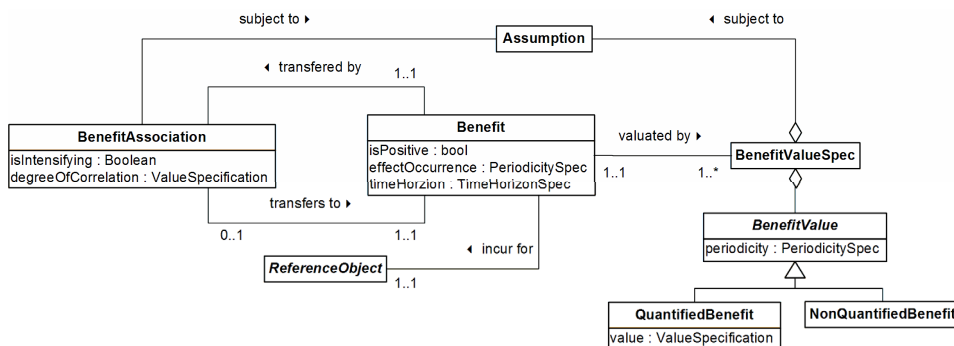 subject to ▸
◂ subject to
Assumption
◂ transfered by
1..1
BenefitAssociation
isIntensifying : Boolean
degreeOfCorrelation : ValueSpecification
Benefit
isPositive : bool
effectOccurrence : PeriodicitySpec
timeHorzion : TimeHorizonSpec
valuated by ▸
1..1
1..*
BenefitValueSpec
transfers to ▸
0..1
1..1
BenefitValue
periodicity : PeriodicitySpec
◂ incur for
ReferenceObject
1..1
QuantifiedBenefit
value : ValueSpecification
NonQuantifiedBenefit